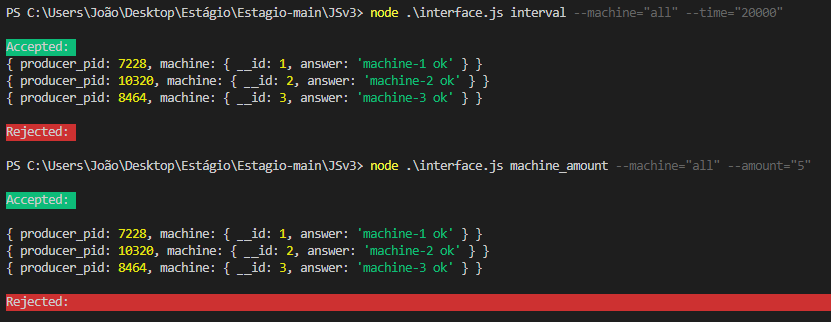 PS C:\Users\João\Desktop\Estágio\Estagio-main\JSv3> node .\interface.js interval --machine="all" --time="20000"
Accepted:
{ producer_pid: 7228, machine: { __id: 1, answer: 'machine-1 ok' } }
{ producer_pid: 10320, machine: { __id: 2, answer: 'machine-2 ok' } }
{ producer_pid: 8464, machine: { __id: 3, answer: 'machine-3 ok' } }
Rejected:
PS C:\Users\João\Desktop\Estágio\Estagio-main\JSv3> node .\interface.js machine_amount --machine="all" --amount="5"
Accepted:
{ producer_pid: 7228, machine: { __id: 1, answer: 'machine-1 ok' } }
{ producer_pid: 10320, machine: { __id: 2, answer: 'machine-2 ok' } }
{ producer_pid: 8464, machine: { __id: 3, answer: 'machine-3 ok' } }
Rejected: